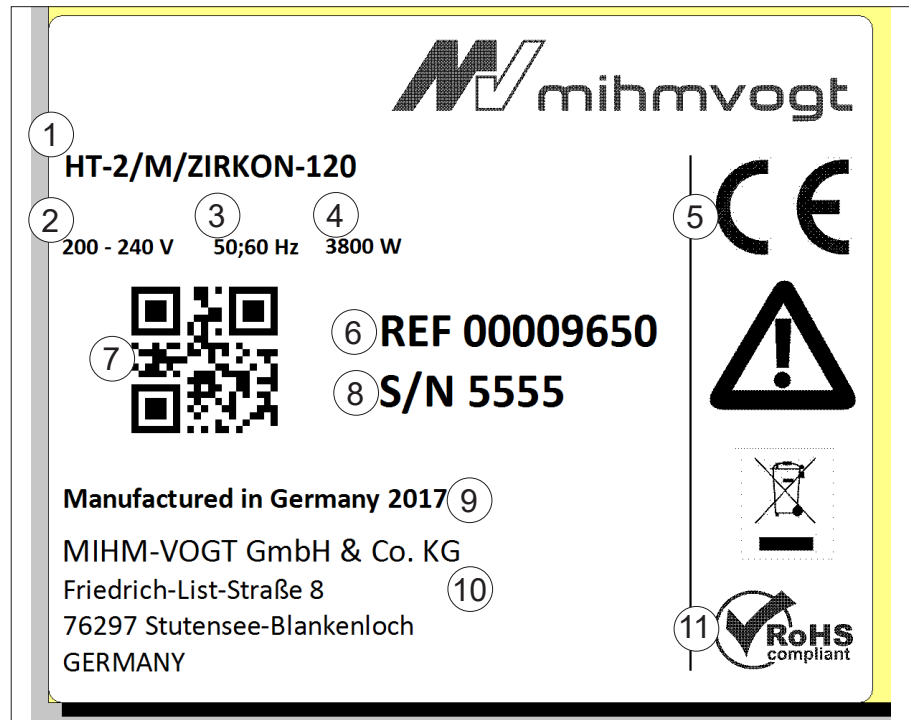 mihmvogt
1
HT-2/M/ZIRKON-120
2 3 4 5
200 - 240 V 50;60 Hz 3800 W
CE
6 REF 00009650
7
8 S/N 5555
Manufactured in Germany 2017 9
MIHM-VOGT GmbH & Co. KG
Friedrich-List-Straße 8 10
76297 Stutensee-Blankenloch
GERMANY
11
RoHS
compliant